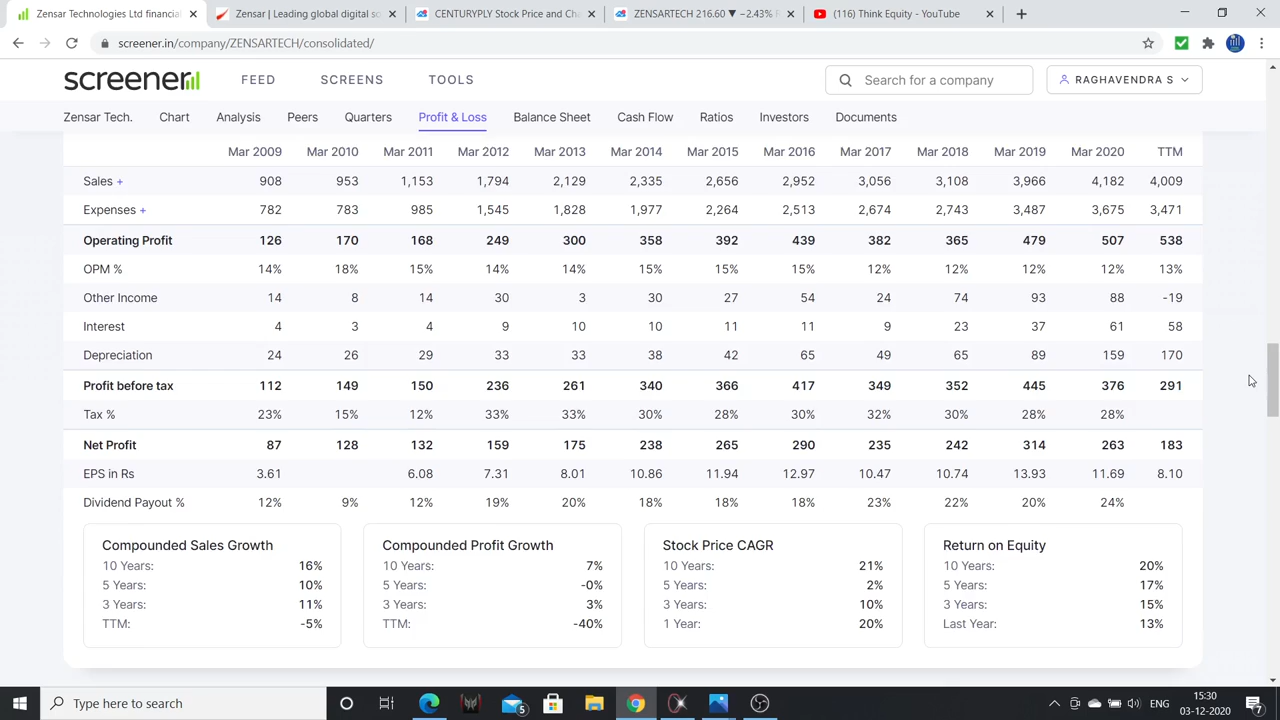 Zensar Technologies Ltd financial
Zensar | Leading global digital so
CENTURYPLY Stock Price and Cha
ZENSARTECH 216.60 ▼ −2.43% 
(116) Think Equity - YouTube
screener.in/company/ZENSARTECH/consolidated/
screener
FEED SCREENS TOOLS
Search for a company
RAGHAVENDRA S
Zensar Tech. Chart Analysis Peers Quarters Profit & Loss Balance Sheet Cash Flow Ratios Investors Documents
Mar 2009 Mar 2010 Mar 2011 Mar 2012 Mar 2013 Mar 2014 Mar 2015 Mar 2016 Mar 2017 Mar 2018 Mar 2019 Mar 2020 TTM
Sales + 908 953 1,153 1,794 2,129 2,335 2,656 2,952 3,056 3,108 3,966 4,182 4,009
Expenses + 782 783 985 1,545 1,828 1,977 2,264 2,513 2,674 2,743 3,487 3,675 3,471
Operating Profit 126 170 168 249 300 358 392 439 382 365 479 507 538
OPM % 14% 18% 15% 14% 14% 15% 15% 15% 12% 12% 12% 12% 13%
Other Income 14 8 14 30 3 30 27 54 24 74 93 88 -19
Interest 4 3 4 9 10 10 11 11 9 23 37 61 58
Depreciation 24 26 29 33 33 38 42 65 49 65 89 159 170
Profit before tax 112 149 150 236 261 340 366 417 349 352 445 376 291
Tax % 23% 15% 12% 33% 33% 30% 28% 30% 32% 30% 28% 28%
Net Profit 87 128 132 159 175 238 265 290 235 242 314 263 183
EPS in Rs 3.61 6.08 7.31 8.01 10.86 11.94 12.97 10.47 10.74 13.93 11.69 8.10
Dividend Payout % 12% 9% 12% 19% 20% 18% 18% 18% 23% 22% 20% 24%
Compounded Sales Growth
10 Years: 16%
5 Years: 10%
3 Years: 11%
TTM: -5%
Compounded Profit Growth
10 Years: 7%
5 Years: -0%
3 Years: 3%
TTM: -40%
Stock Price CAGR
10 Years: 21%
5 Years: 2%
3 Years: 10%
1 Year: 20%
Return on Equity
10 Years: 20%
5 Years: 17%
3 Years: 15%
Last Year: 13%
Type here to search
5
ENG
15:30
03-12-2020
7